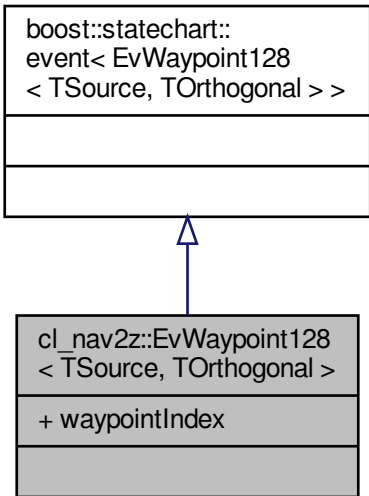 boost::statechart::
event< EvWaypoint128
< TSource, TOrthogonal > >
cl_nav2z::EvWaypoint128
< TSource, TOrthogonal >
+ waypointIndex